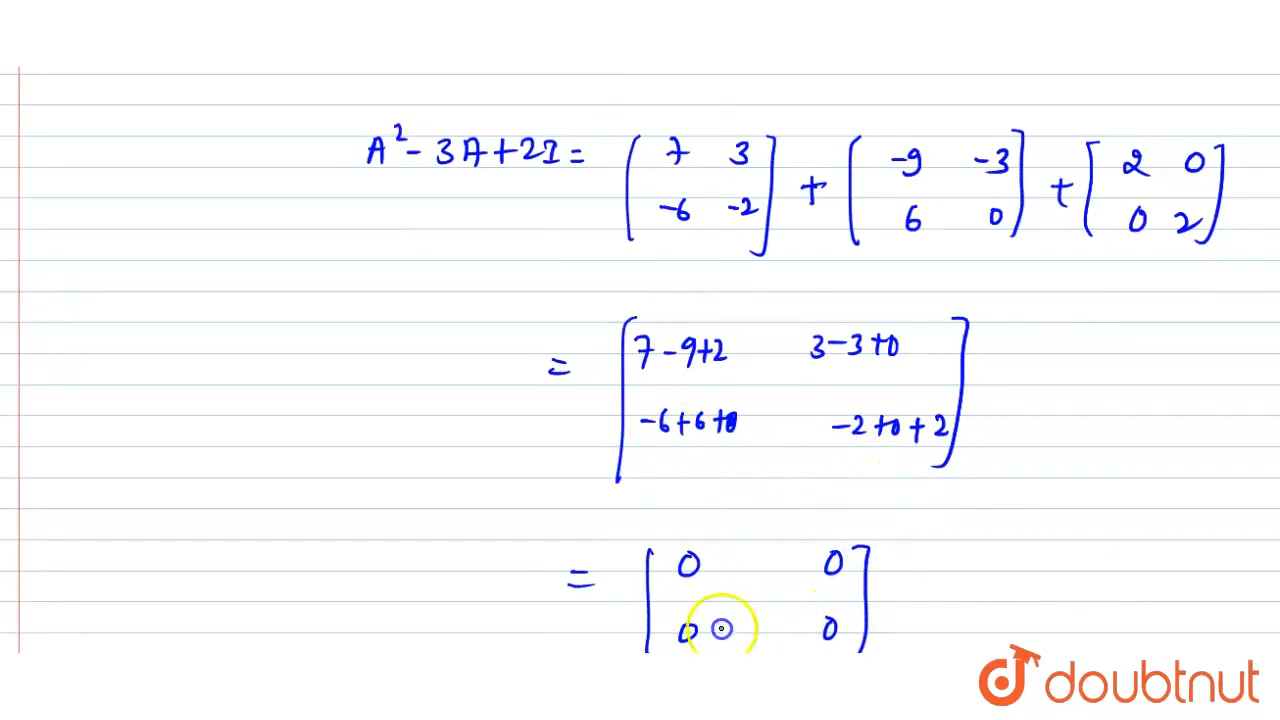 A² - 3A + 2I = [ 7 3 ; -6 -2 ] + [ -9 -3 ; 6 0 ] + [ 2 0 ; 0 2 ]
= [ 7-9+2 3-3+0 ; -6+6+0 -2+0+2 ]
= [ 0 0 ; 0 0 ]
doubtnut